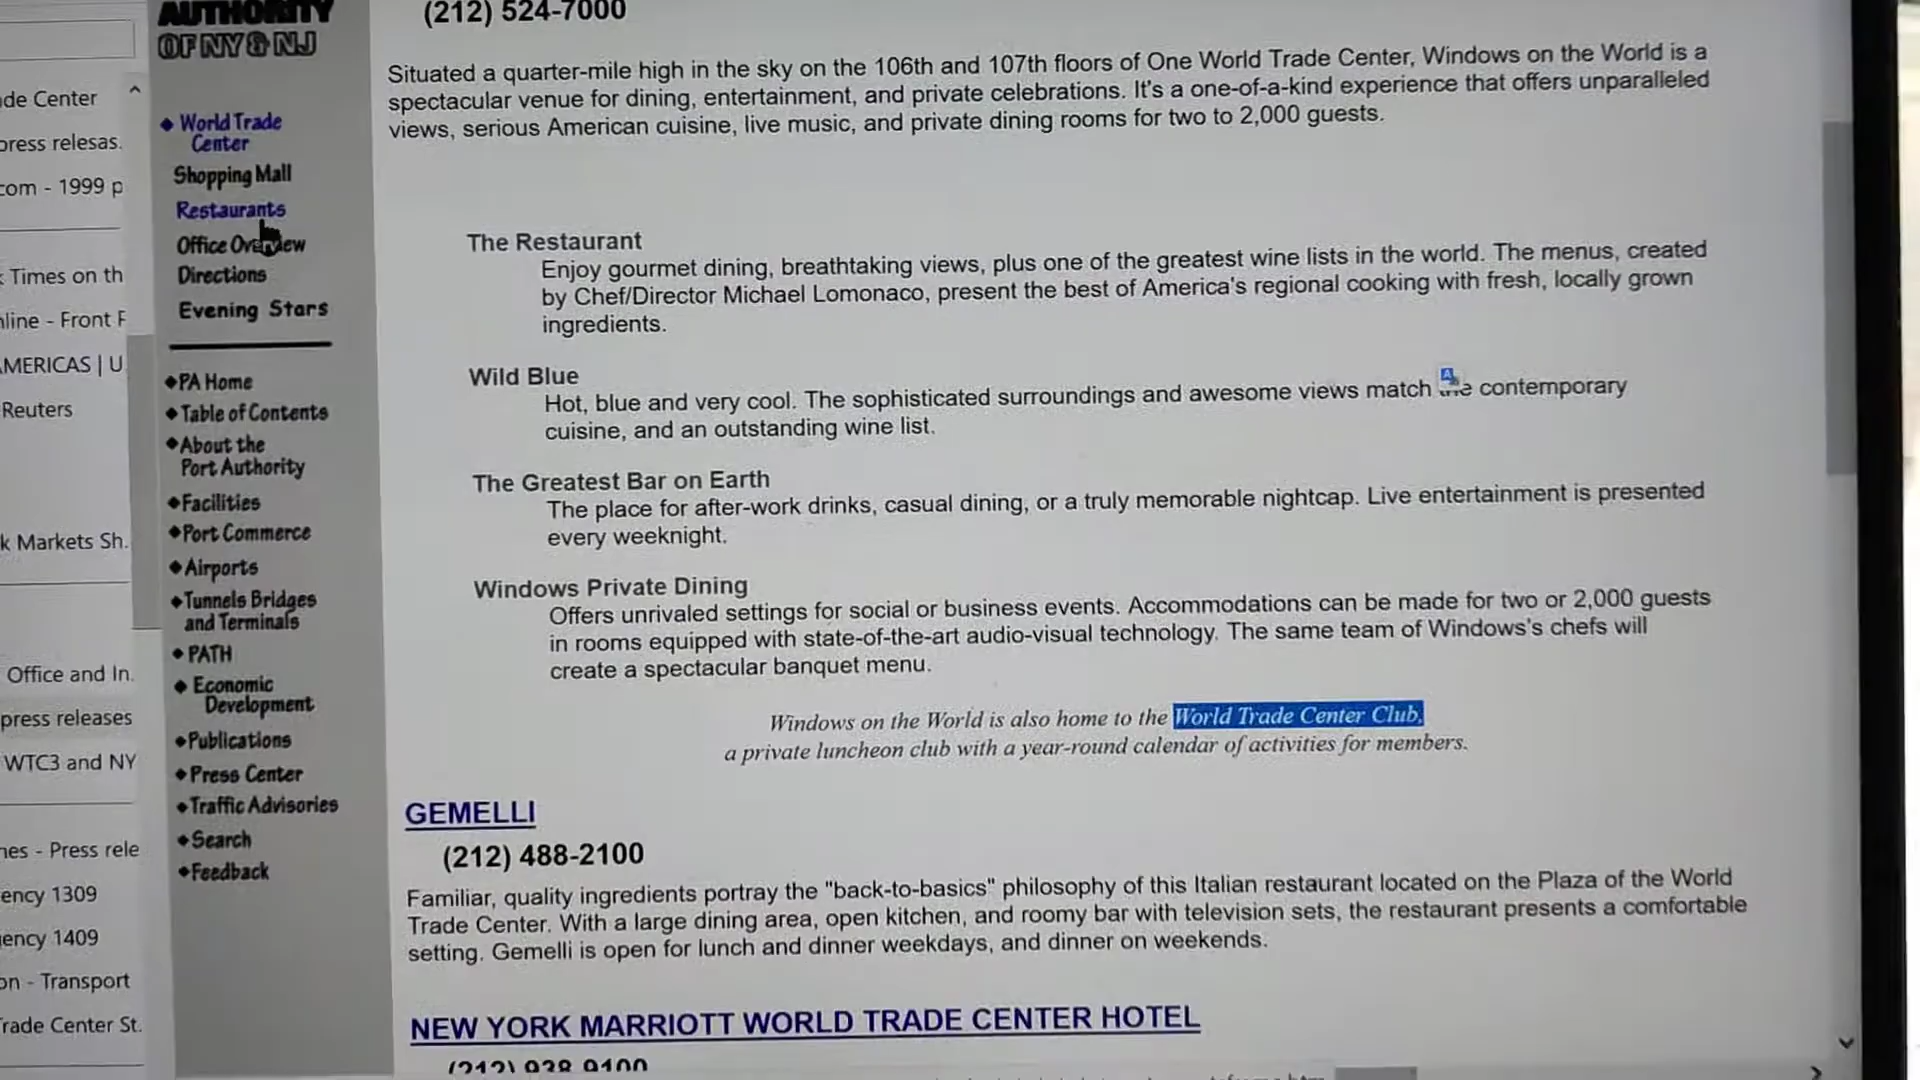 de Center
press relesas.
com - 1999 p
Times on th
nline - Front F
AMERICAS | U
Reuters
k Markets Sh.
Office and In.
press releases
WTC3 and NY
nes - Press rele
ency 1309
ency 1409
on - Transport
rade Center St.
AUTHORITY
OF NY & NJ
World Trade
Center
Shopping Mall
Restaurants
Office Overview
Directions
Evening Stars
PA Home
Table of Contents
About the
Port Authority
Facilities
Port Commerce
Airports
Tunnels Bridges
and Terminals
PATH
Economic
Development
Publications
Press Center
Traffic Advisories
Search
Feedback
(212) 524-7000
Situated a quarter-mile high in the sky on the 106th and 107th floors of One World Trade Center, Windows on the World is a
spectacular venue for dining, entertainment, and private celebrations. It's a one-of-a-kind experience that offers unparalleled
views, serious American cuisine, live music, and private dining rooms for two to 2,000 guests.
The Restaurant
Enjoy gourmet dining, breathtaking views, plus one of the greatest wine lists in the world. The menus, created
by Chef/Director Michael Lomonaco, present the best of America's regional cooking with fresh, locally grown
ingredients.
Wild Blue
Hot, blue and very cool. The sophisticated surroundings and awesome views match the contemporary
cuisine, and an outstanding wine list.
The Greatest Bar on Earth
The place for after-work drinks, casual dining, or a truly memorable nightcap. Live entertainment is presented
every weeknight.
Windows Private Dining
Offers unrivaled settings for social or business events. Accommodations can be made for two or 2,000 guests
in rooms equipped with state-of-the-art audio-visual technology. The same team of Windows's chefs will
create a spectacular banquet menu.
Windows on the World is also home to the World Trade Center Club,
a private luncheon club with a year-round calendar of activities for members.
GEMELLI
(212) 488-2100
Familiar, quality ingredients portray the "back-to-basics" philosophy of this Italian restaurant located on the Plaza of the World
Trade Center. With a large dining area, open kitchen, and roomy bar with television sets, the restaurant presents a comfortable
setting. Gemelli is open for lunch and dinner weekdays, and dinner on weekends.
NEW YORK MARRIOTT WORLD TRADE CENTER HOTEL
(212) 938-9100